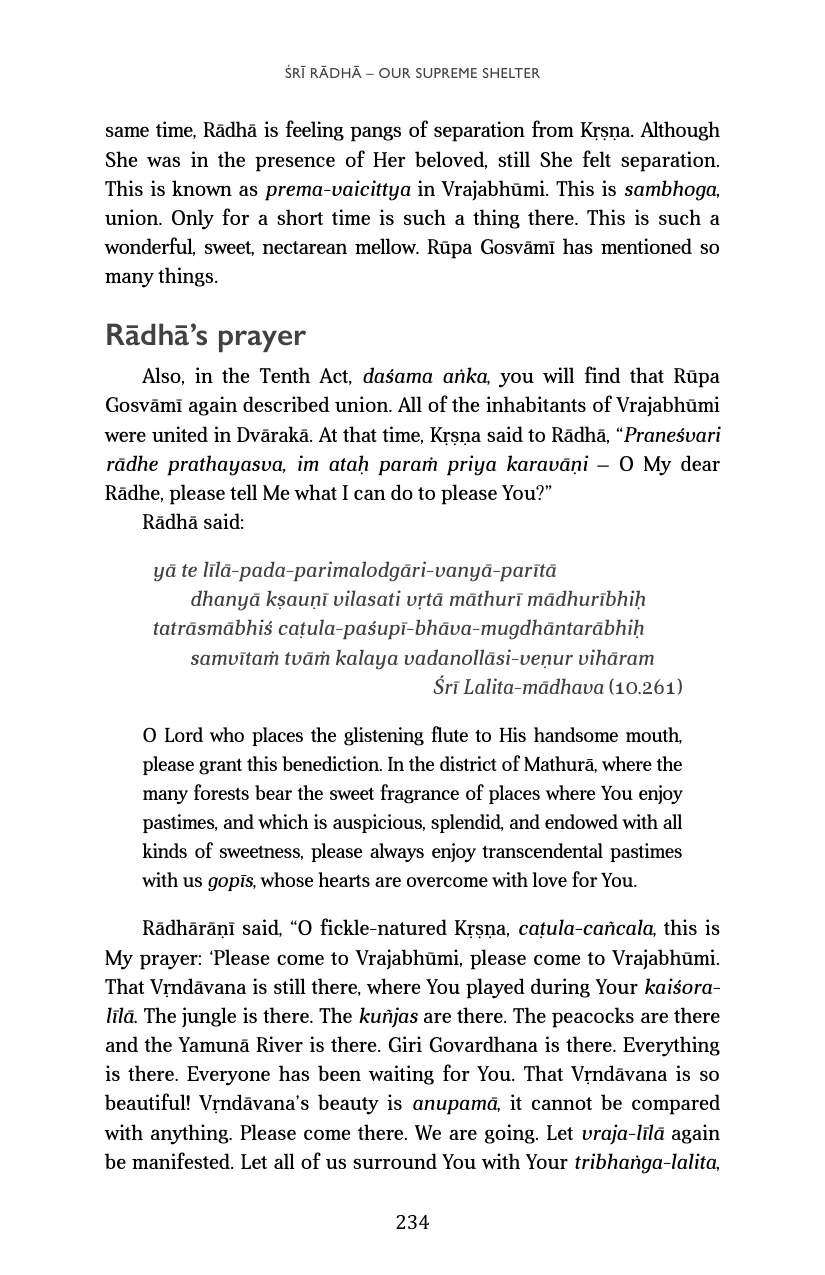 ŚRĪ RĀDHĀ – OUR SUPREME SHELTER
same time, Rādhā is feeling pangs of separation from Kṛṣṇa. Although
She was in the presence of Her beloved, still She felt separation.
This is known as prema-vaicittya in Vrajabhūmi. This is sambhoga,
union. Only for a short time is such a thing there. This is such a
wonderful, sweet, nectarean mellow. Rūpa Gosvāmī has mentioned so
many things.
Rādhā’s prayer
Also, in the Tenth Act, daśama aṅka, you will find that Rūpa
Gosvāmī again described union. All of the inhabitants of Vrajabhūmi
were united in Dvārakā. At that time, Kṛṣṇa said to Rādhā, “Praneśvari
rādhe prathayasva, im ataḥ paraṁ priya karavāṇi – O My dear
Rādhe, please tell Me what I can do to please You?”
Rādhā said:
yā te līlā-pada-parimalodgāri-vanyā-parītā
dhanyā kṣauṇī vilasati vṛtā māthurī mādhurībhiḥ
tatrāsmābhiś caṭula-paśupī-bhāva-mugdhāntarābhiḥ
samvītaṁ tvāṁ kalaya vadanollāsi-veṇur vihāram
Śrī Lalita-mādhava (10.261)
O Lord who places the glistening flute to His handsome mouth,
please grant this benediction. In the district of Mathurā, where the
many forests bear the sweet fragrance of places where You enjoy
pastimes, and which is auspicious, splendid, and endowed with all
kinds of sweetness, please always enjoy transcendental pastimes
with us gopīs, whose hearts are overcome with love for You.
Rādhārāṇī said, “O fickle-natured Kṛṣṇa, caṭula-cañcala, this is
My prayer: ‘Please come to Vrajabhūmi, please come to Vrajabhūmi.
That Vṛndāvana is still there, where You played during Your kaiśora-
līlā. The jungle is there. The kuñjas are there. The peacocks are there
and the Yamunā River is there. Giri Govardhana is there. Everything
is there. Everyone has been waiting for You. That Vṛndāvana is so
beautiful! Vṛndāvana’s beauty is anupamā, it cannot be compared
with anything. Please come there. We are going. Let vraja-līlā again
be manifested. Let all of us surround You with Your tribhaṅga-lalita,
234